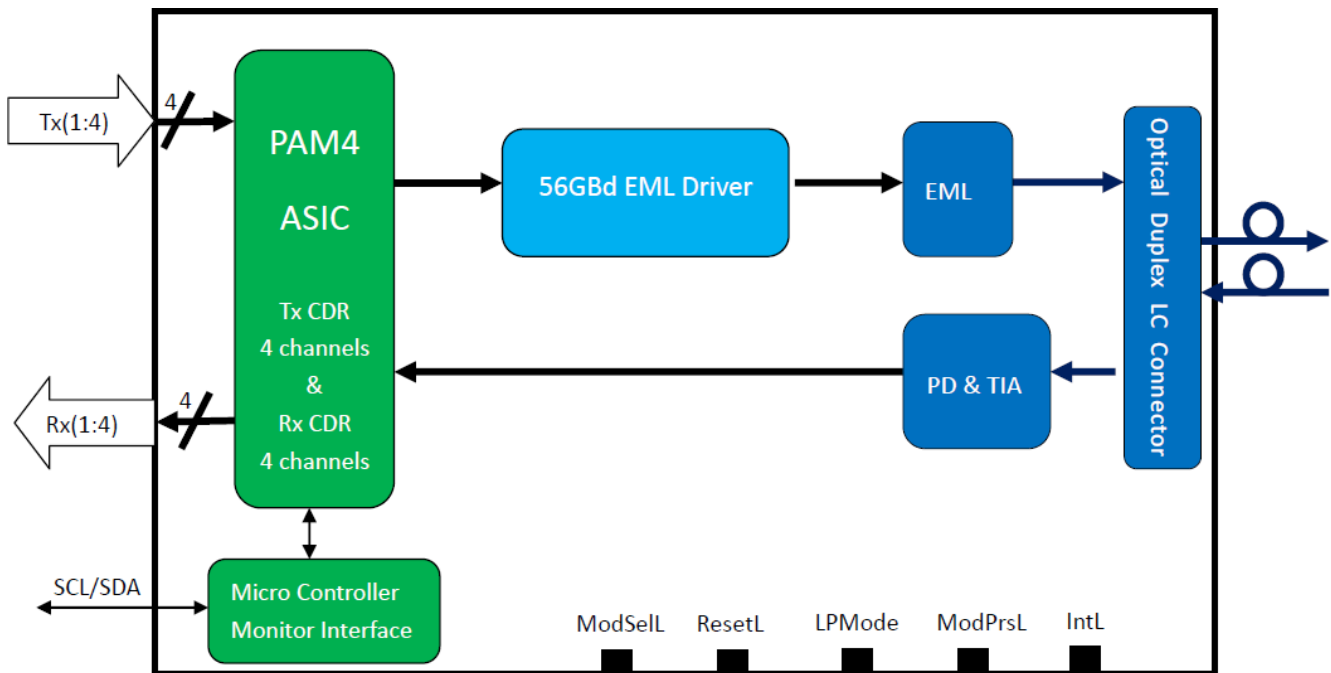 Tx(1:4)
4
PAM4
ASIC
Tx CDR
4 channels
&
Rx CDR
4 channels
56GBd EML Driver
EML
Optical Duplex LC Connector
PD & TIA
Rx(1:4)
4
SCL/SDA
Micro Controller
Monitor Interface
ModSelL
ResetL
LPMode
ModPrsL
IntL